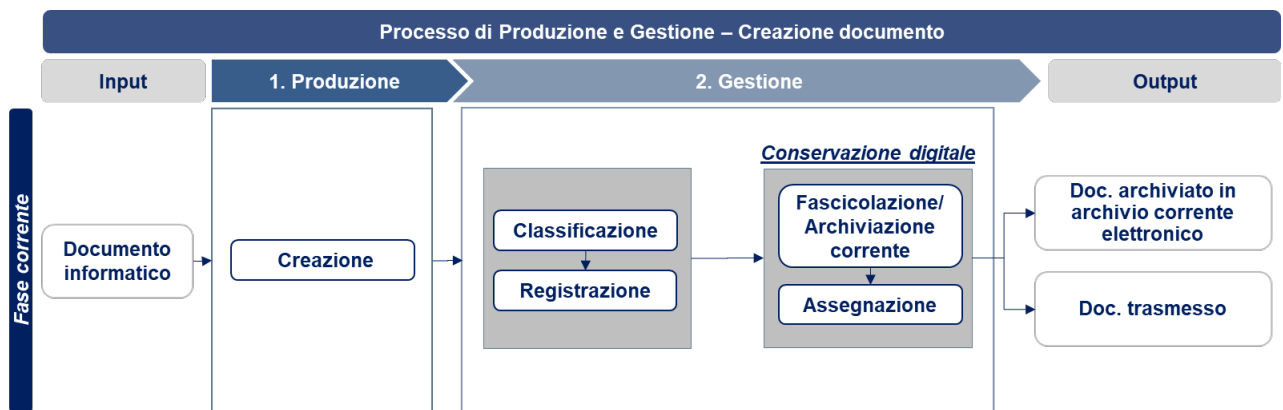 Processo di Produzione e Gestione – Creazione documento
Input
1. Produzione
2. Gestione
Output
Fase corrente
Documento
informatico
Creazione
Classificazione
Registrazione
Conservazione digitale
Fascicolazione/
Archiviazione
corrente
Assegnazione
Doc. archiviato in
archivio corrente
elettronico
Doc. trasmesso